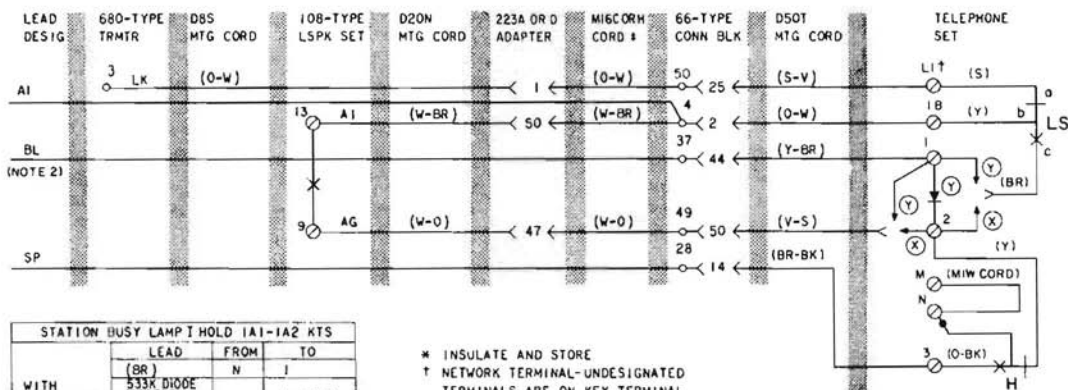 LEAD DESIG
680-TYPE TRMTR
D8S MTG CORD
108-TYPE LSPK SET
D20N MTG CORD
223A OR D ADAPTER
M16C OR H CORD ‡
66-TYPE CONN BLK
D50T MTG CORD
TELEPHONE SET
3 LK (O-W) 1 (O-W) 50 25 (S-V) L1† (S)
a
A1 4
13 A1 (W-BR) 50 (W-BR) 2 (O-W) 18 (Y) b LS
c
BL 37 44 (Y-BR) 1
(NOTE 2)
Y Y Y (BR)
9 AG (W-O) 47 (W-O) 49 50 (V-S) 2
X X
(Y)
SP 28 14 (BR-BK)
M (MIW CORD)
N
3 (O-BK)
H
STATION BUSY LAMP I HOLD 1A1-1A2 KTS
LEAD FROM TO
(BR) N 1
WITH 533K DIODE
* INSULATE AND STORE
† NETWORK TERMINAL-UNDESIGNATED
TERMINALS ARE ON KEY TERMINAL